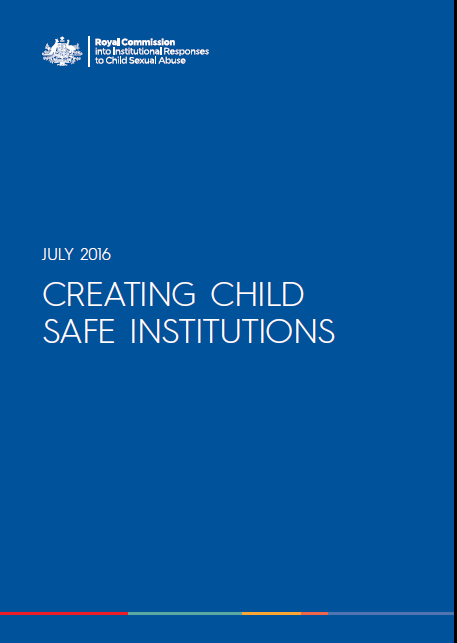 Royal Commission
into Institutional Responses
to Child Sexual Abuse
JULY 2016
CREATING CHILD
SAFE INSTITUTIONS